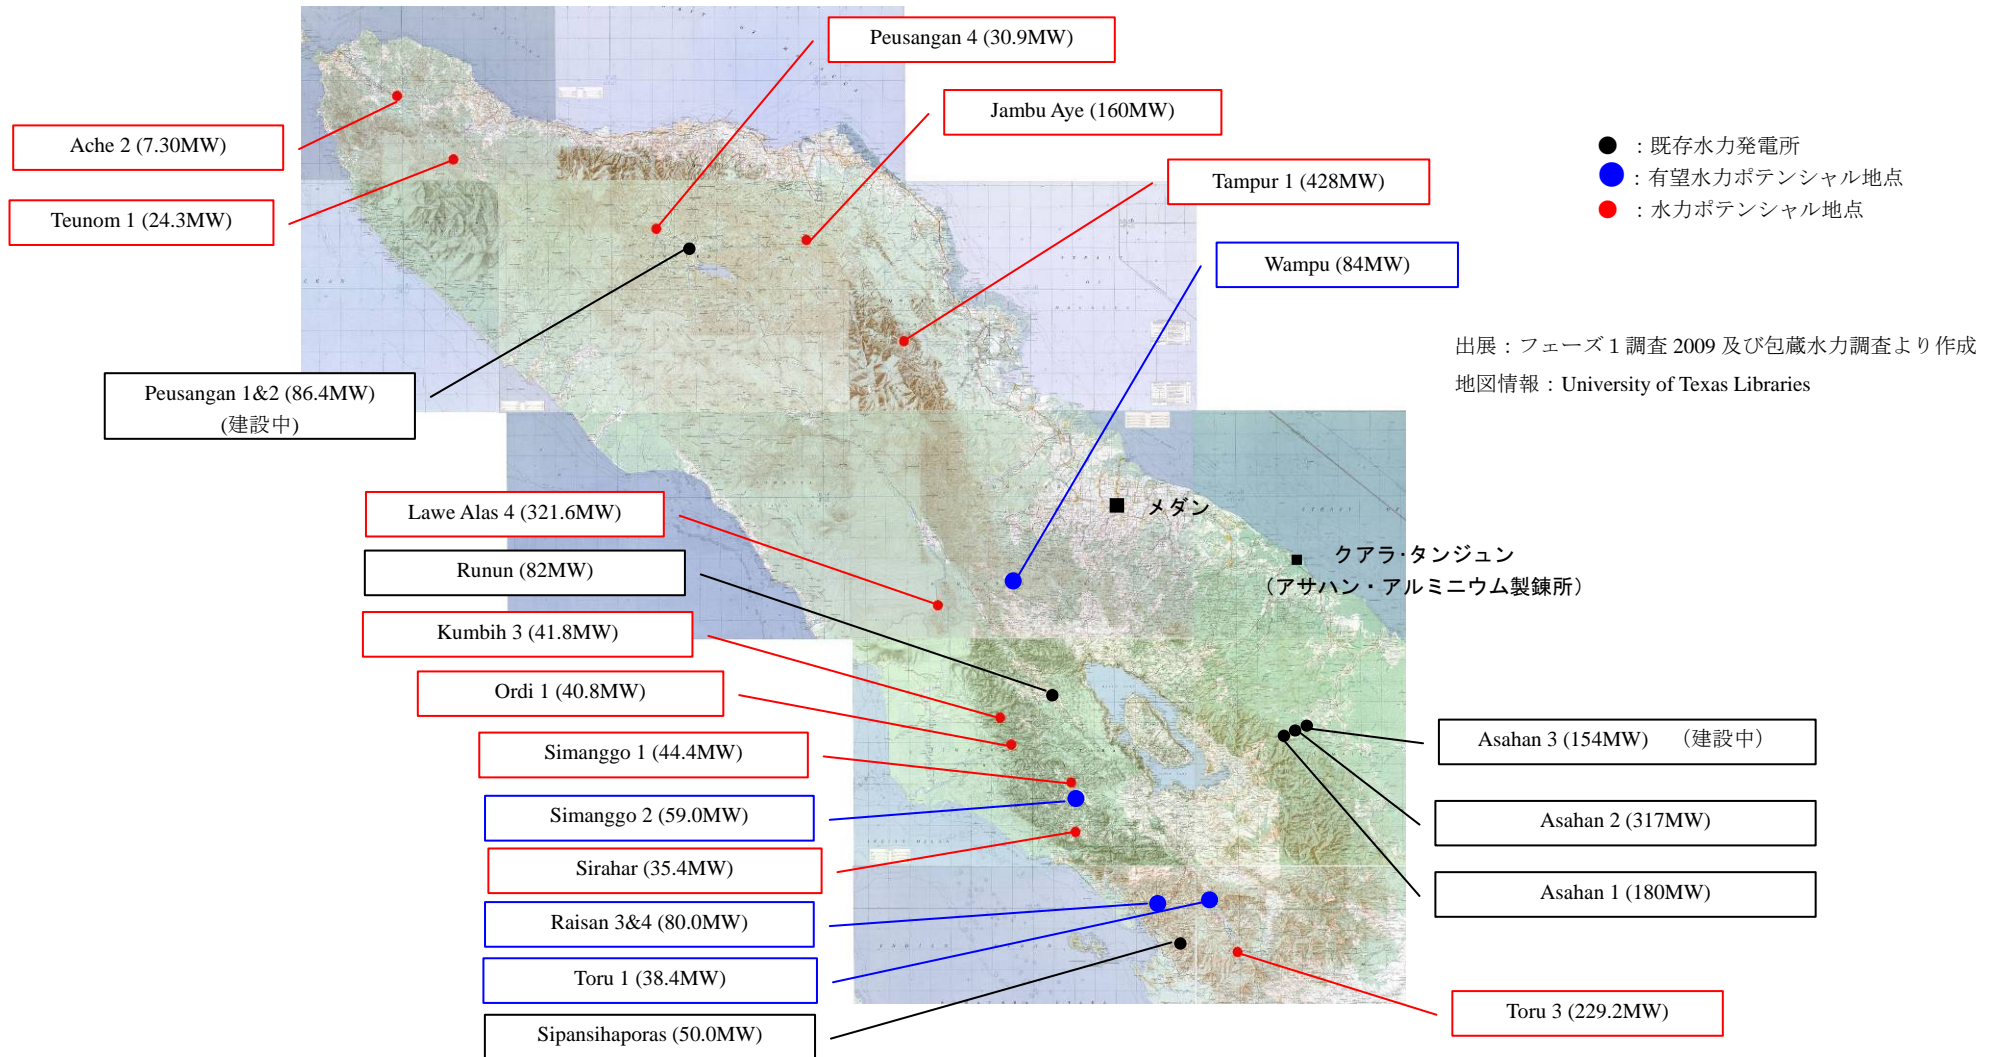 Peusangan 4 (30.9MW)
Jambu Aye (160MW)
Ache 2 (7.30MW)
Tampur 1 (428MW)
Teunom 1 (24.3MW)
Wampu (84MW)
：既存水力発電所
：有望水力ポテンシャル地点
：水力ポテンシャル地点
出展：フェーズ 1 調査 2009 及び包蔵水力調査より作成
地図情報：University of Texas Libraries
Peusangan 1&2 (86.4MW)
(建設中)
Lawe Alas 4 (321.6MW)
メダン
Runun (82MW)
クアラ･タンジュン
（アサハン・アルミニウム製錬所）
Kumbih 3 (41.8MW)
Ordi 1 (40.8MW)
Simanggo 1 (44.4MW)
Asahan 3 (154MW) （建設中）
Simanggo 2 (59.0MW)
Asahan 2 (317MW)
Sirahar (35.4MW)
Asahan 1 (180MW)
Raisan 3&4 (80.0MW)
Toru 1 (38.4MW)
Toru 3 (229.2MW)
Sipansihaporas (50.0MW)